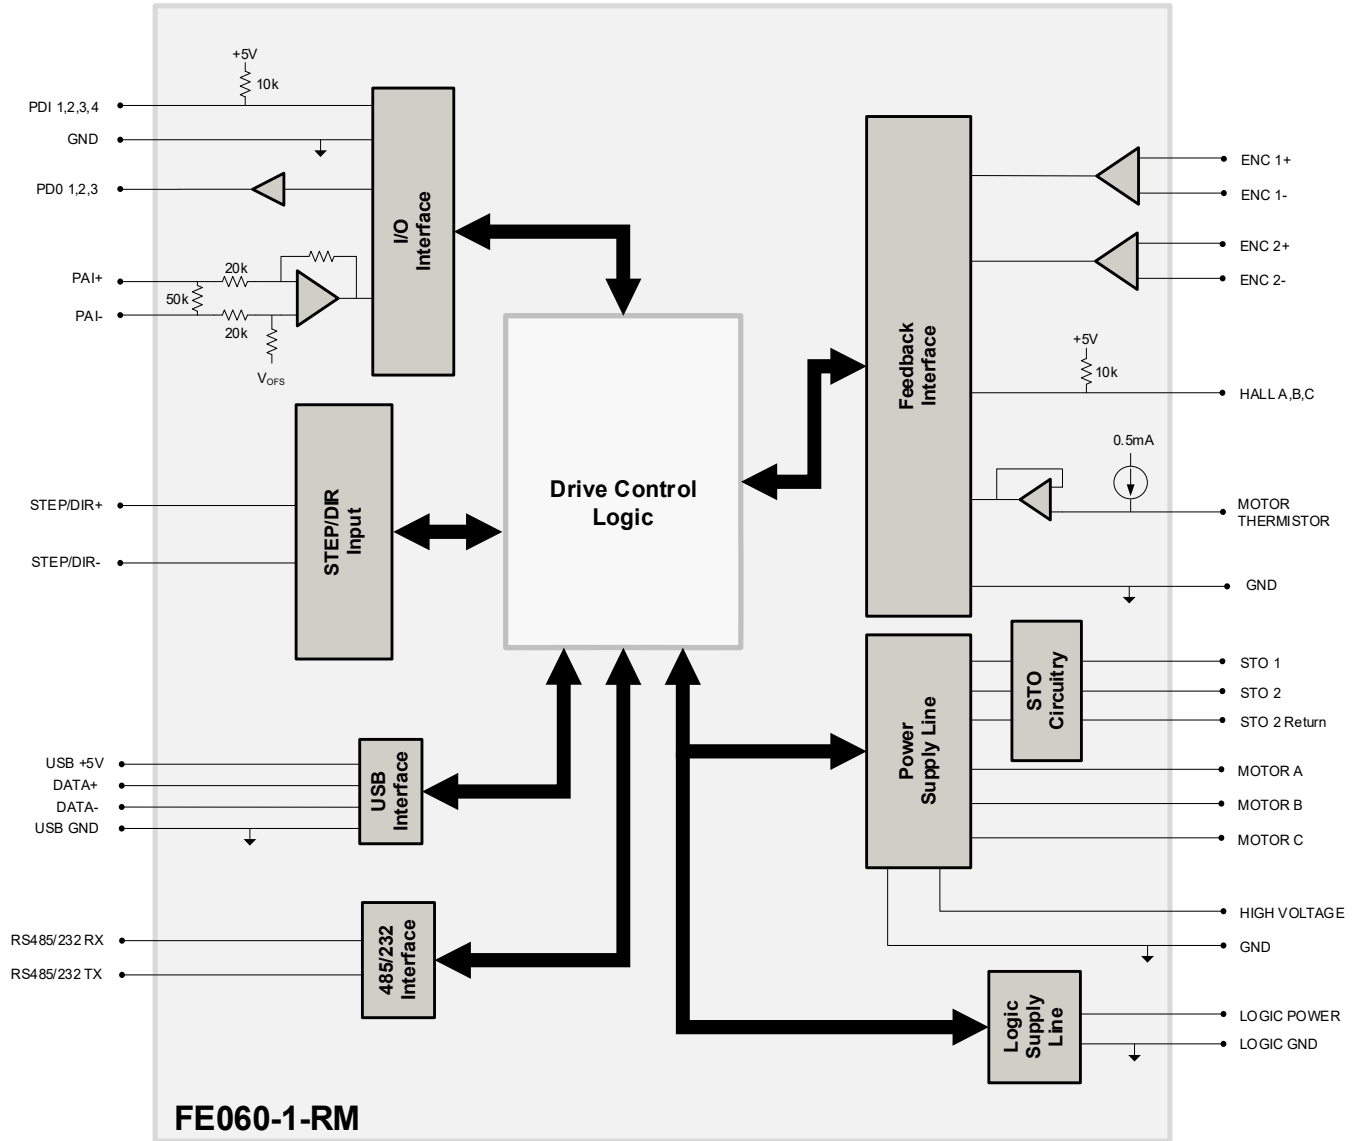 +5V
10k
PDI 1,2,3,4
GND
PD0 1,2,3
I/O
Interface
PAI+
20k
50k
PAI-
20k
VOFS
STEP/DIR+
STEP/DIR-
STEP/DIR
Input
Drive Control
Logic
USB +5V
DATA+
DATA-
USB GND
USB
Interface
RS485/232 RX
RS485/232 TX
485/232
Interface
Feedback
Interface
ENC 1+
ENC 1-
ENC 2+
ENC 2-
+5V
10k
HALL A,B,C
0.5mA
MOTOR
THERMISTOR
GND
Power
Supply Line
STO
Circuitry
STO 1
STO 2
STO 2 Return
MOTOR A
MOTOR B
MOTOR C
HIGH VOLTAGE
GND
Logic
Supply
Line
LOGIC POWER
LOGIC GND
FE060-1-RM